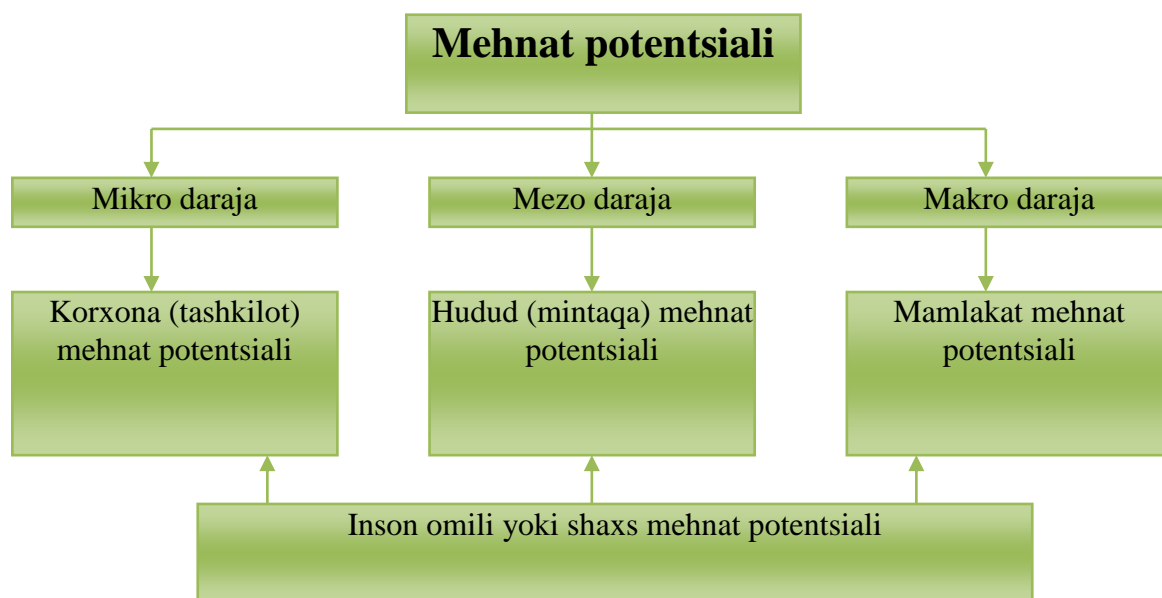 Mehnat potentsiali
Mikro daraja
Mezo daraja
Makro daraja
Korxona (tashkilot)
mehnat potentsiali
Hudud (mintaqa) mehnat
potentsiali
Mamlakat mehnat
potentsiali
Inson omili yoki shaxs mehnat potentsiali